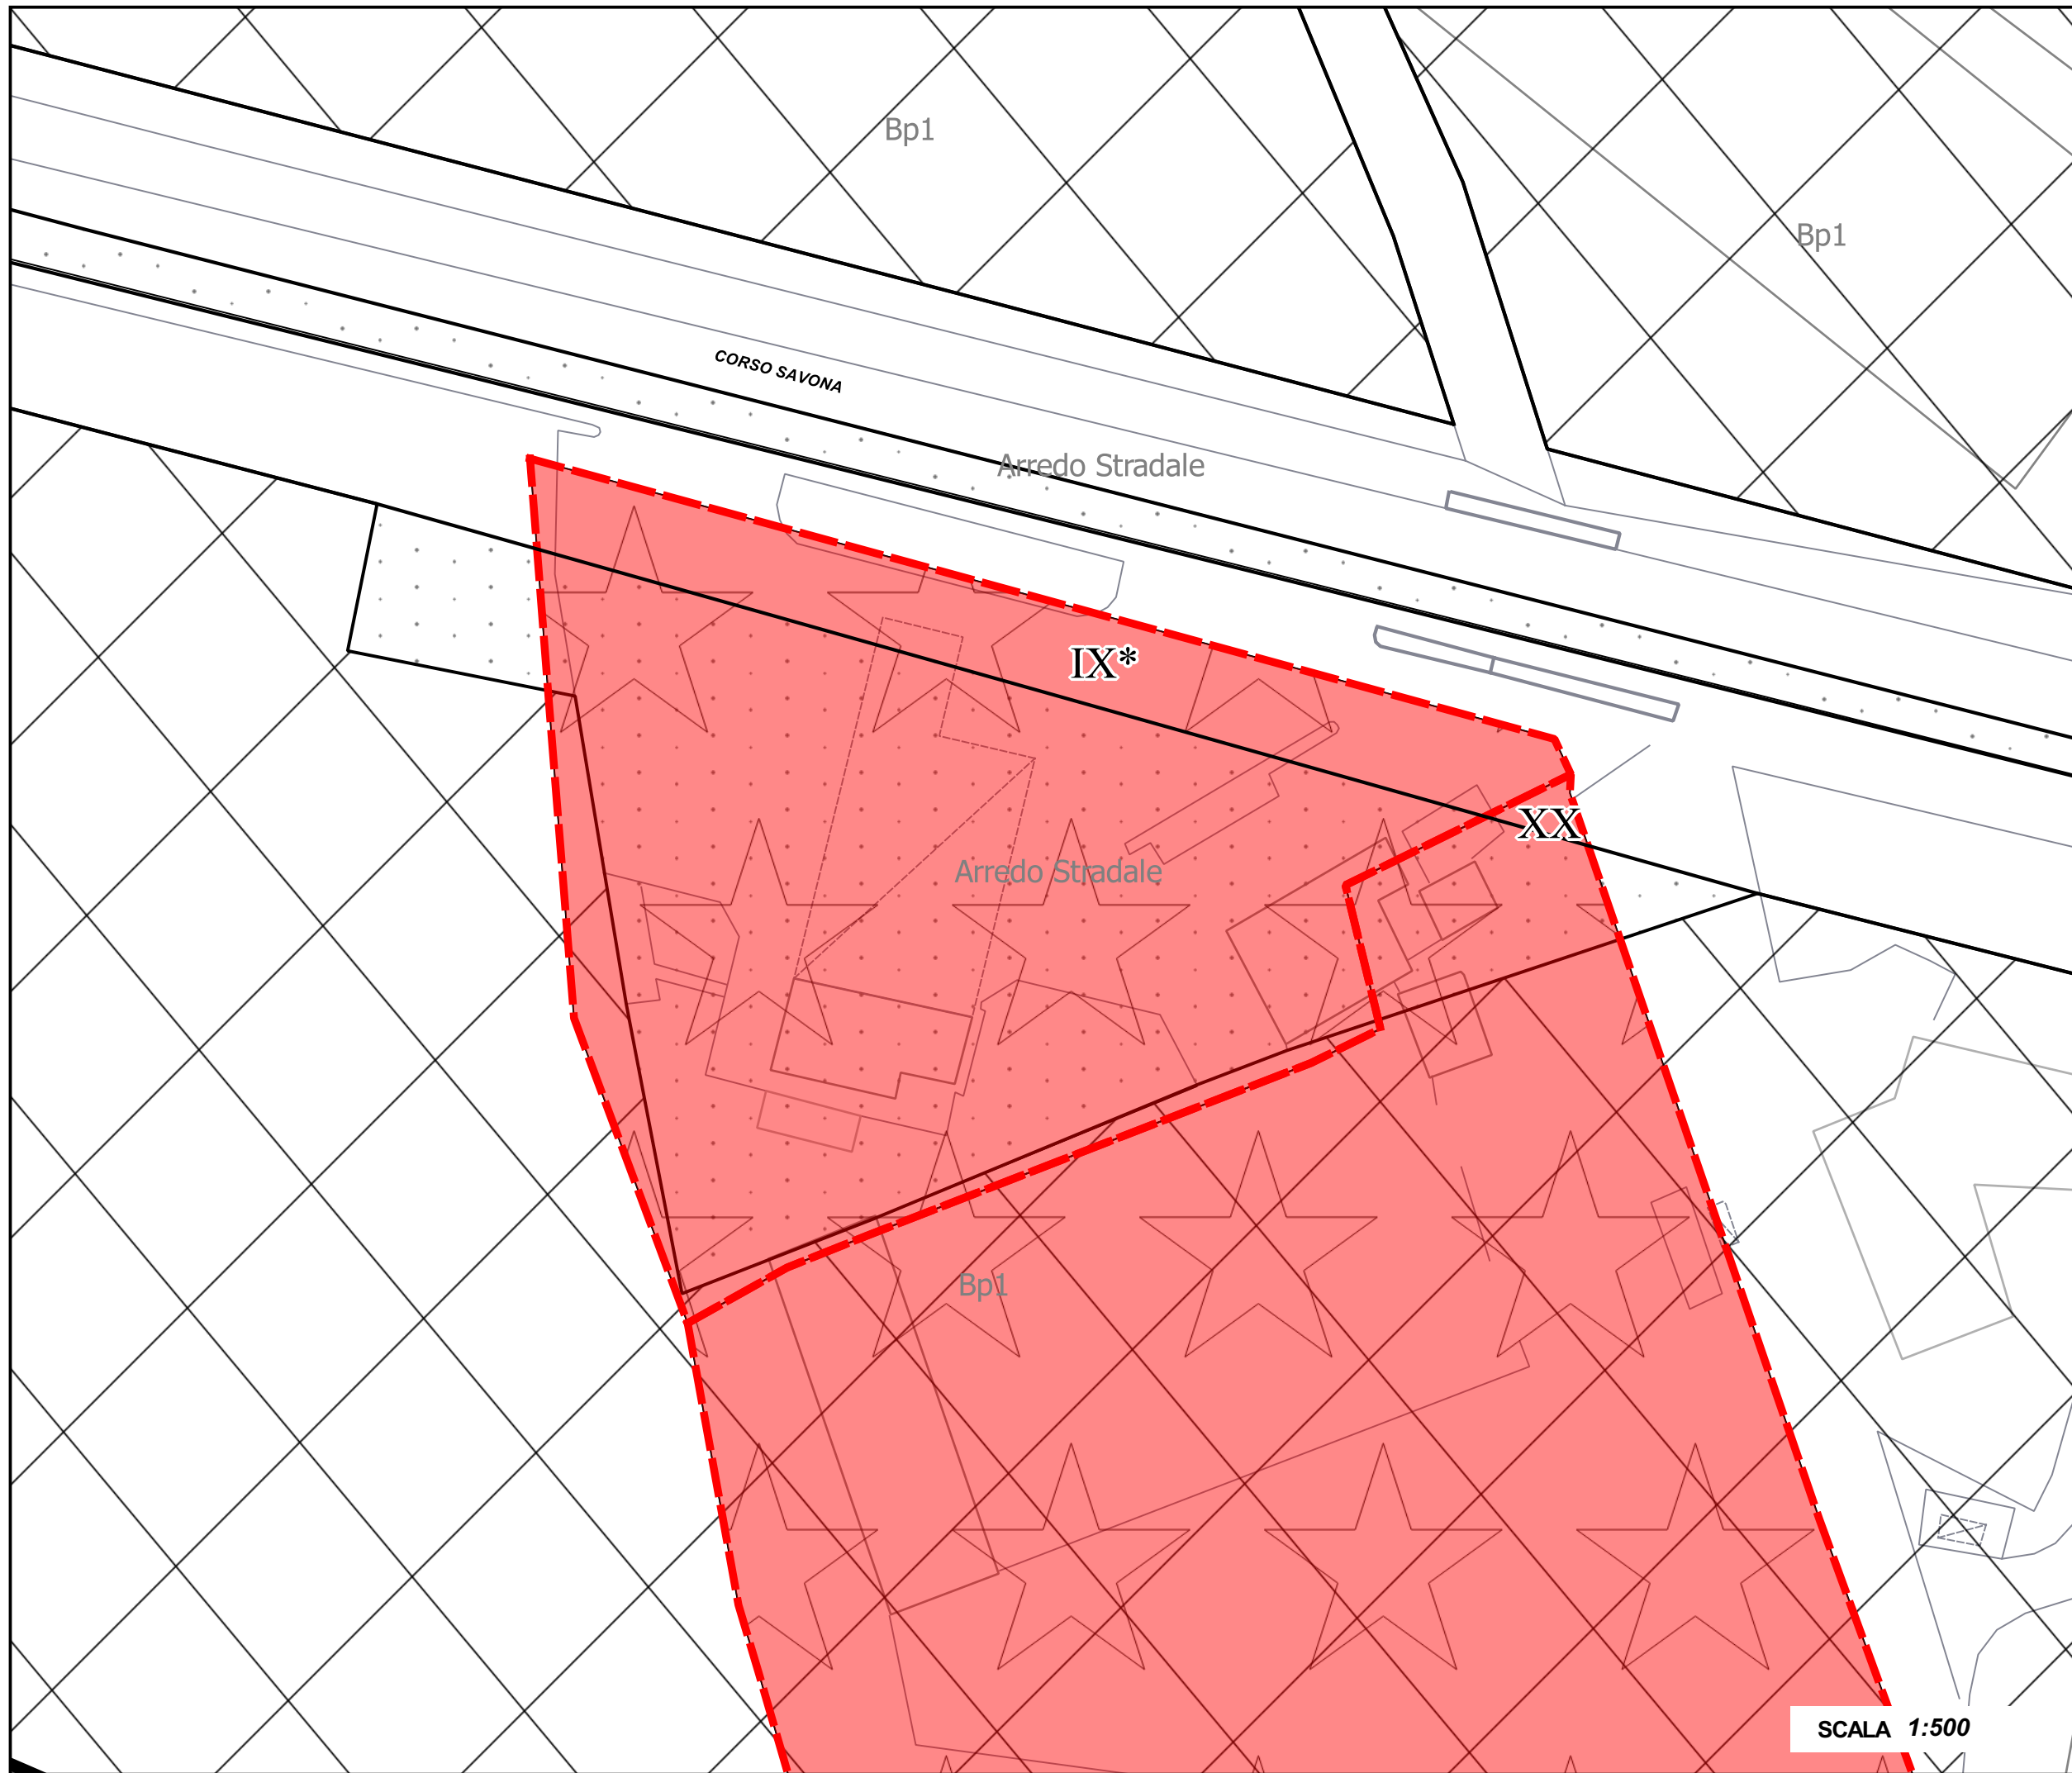 Bp1
Bp1
CORSO SAVONA
Arredo Stradale
IX*
XX
Arredo Stradale
Bp1
SCALA 1:500